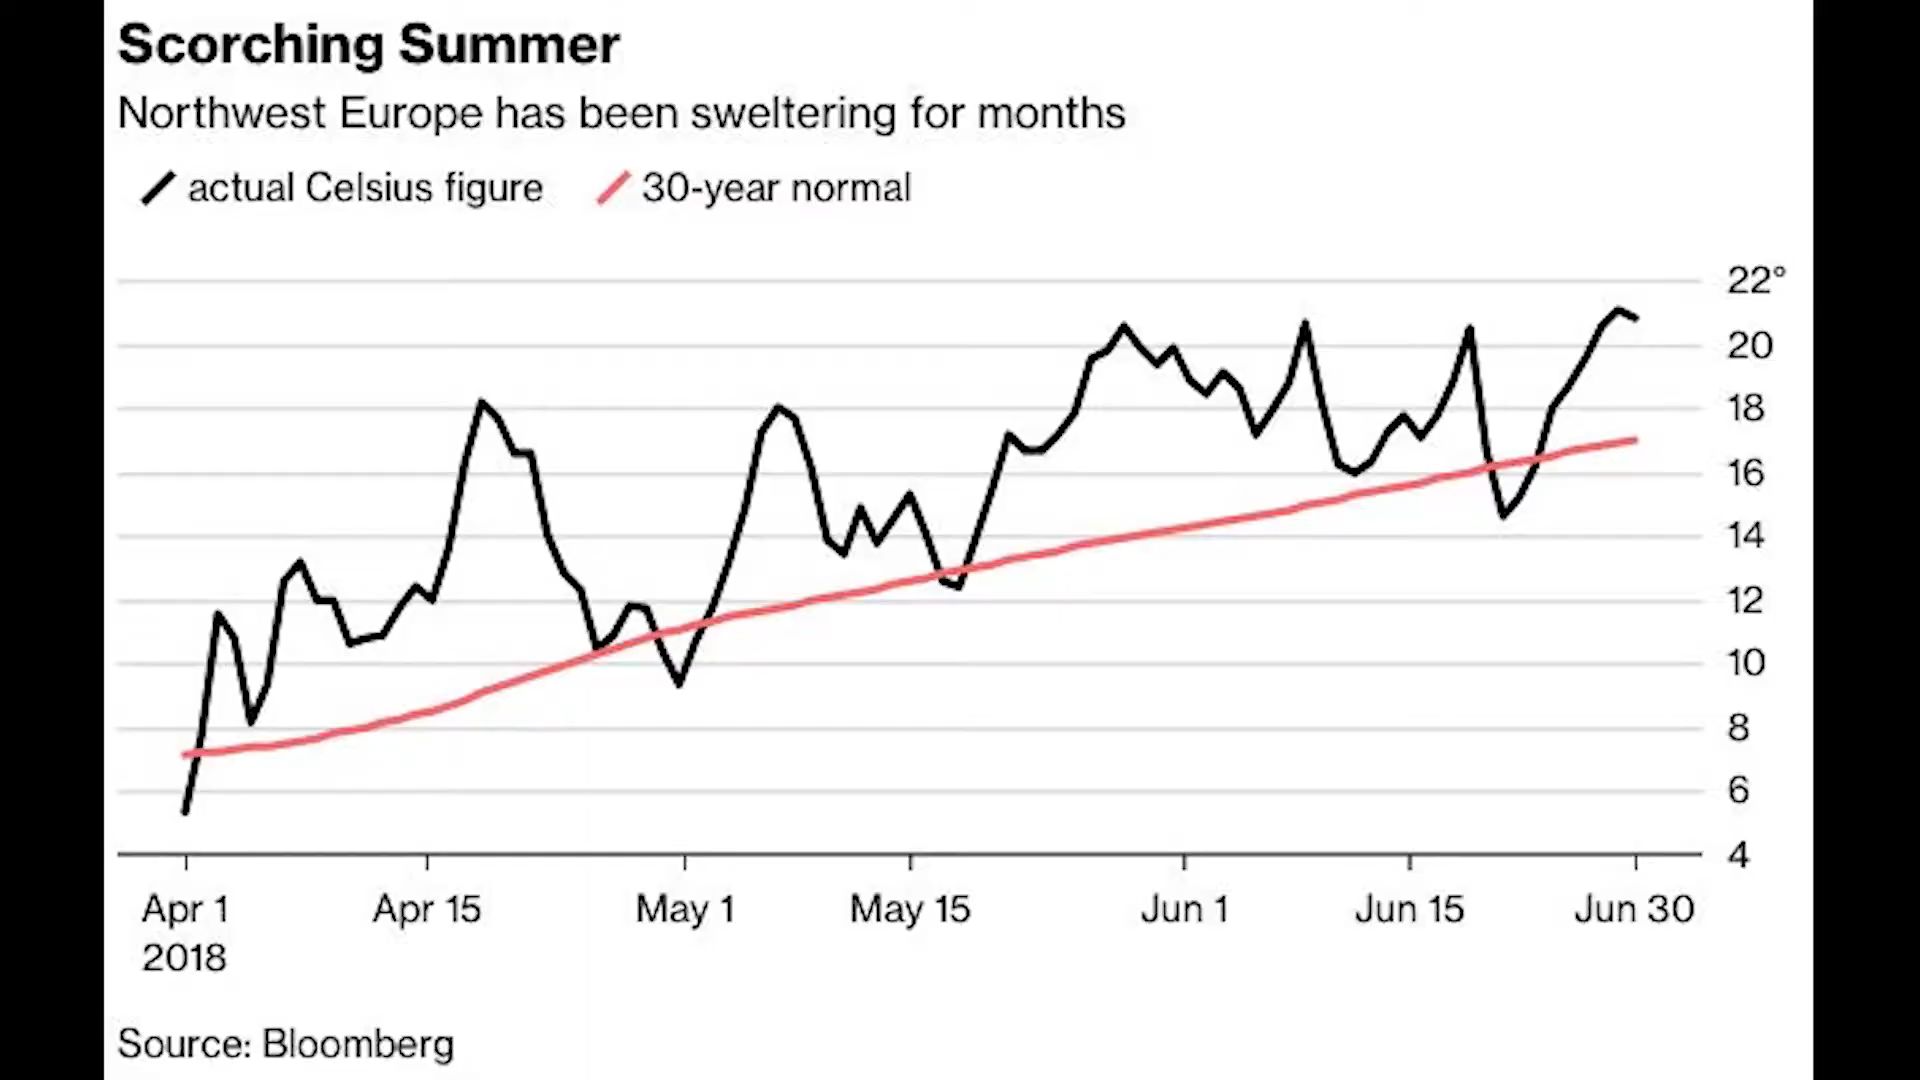 Scorching Summer
Northwest Europe has been sweltering for months
actual Celsius figure 30-year normal
22°
20
18
16
14
12
10
8
6
4
Apr 1 Apr 15 May 1 May 15 Jun 1 Jun 15 Jun 30
2018
Source: Bloomberg